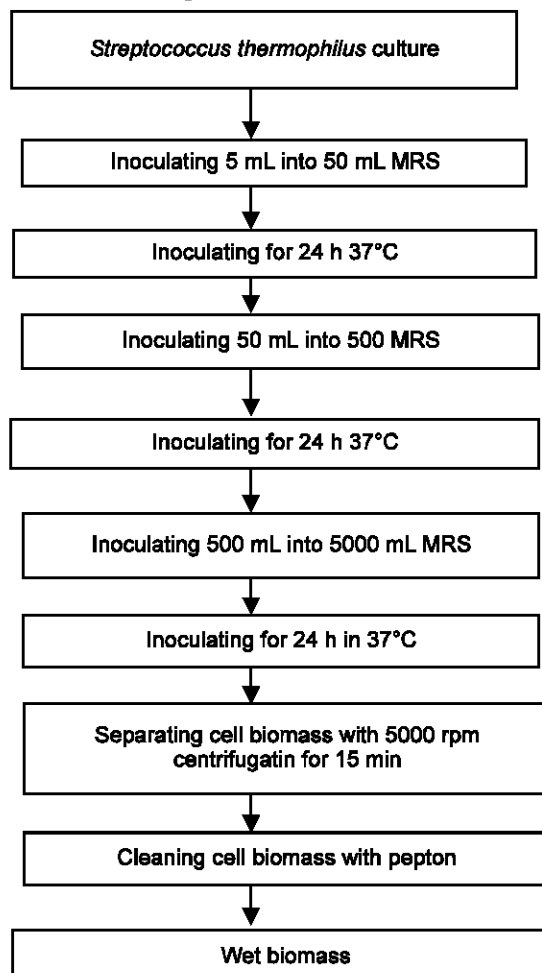 Streptococcus thermophilus culture
Inoculating 5 mL into 50 mL MRS
Inoculating for 24 h 37°C
Inoculating 50 mL into 500 MRS
Inoculating for 24 h 37°C
Inoculating 500 mL into 5000 mL MRS
Inoculating for 24 h in 37°C
Separating cell biomass with 5000 rpm
centrifugatin for 15 min
Cleaning cell biomass with pepton
Wet biomass